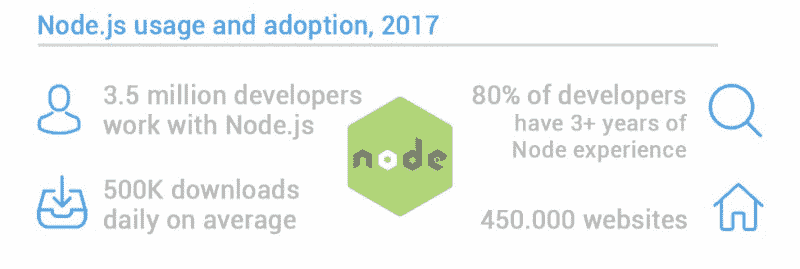 Node.js usage and adoption, 2017
3.5 million developers
work with Node.js
500K downloads
daily on average
node
80% of developers
have 3+ years of
Node experience
450.000 websites